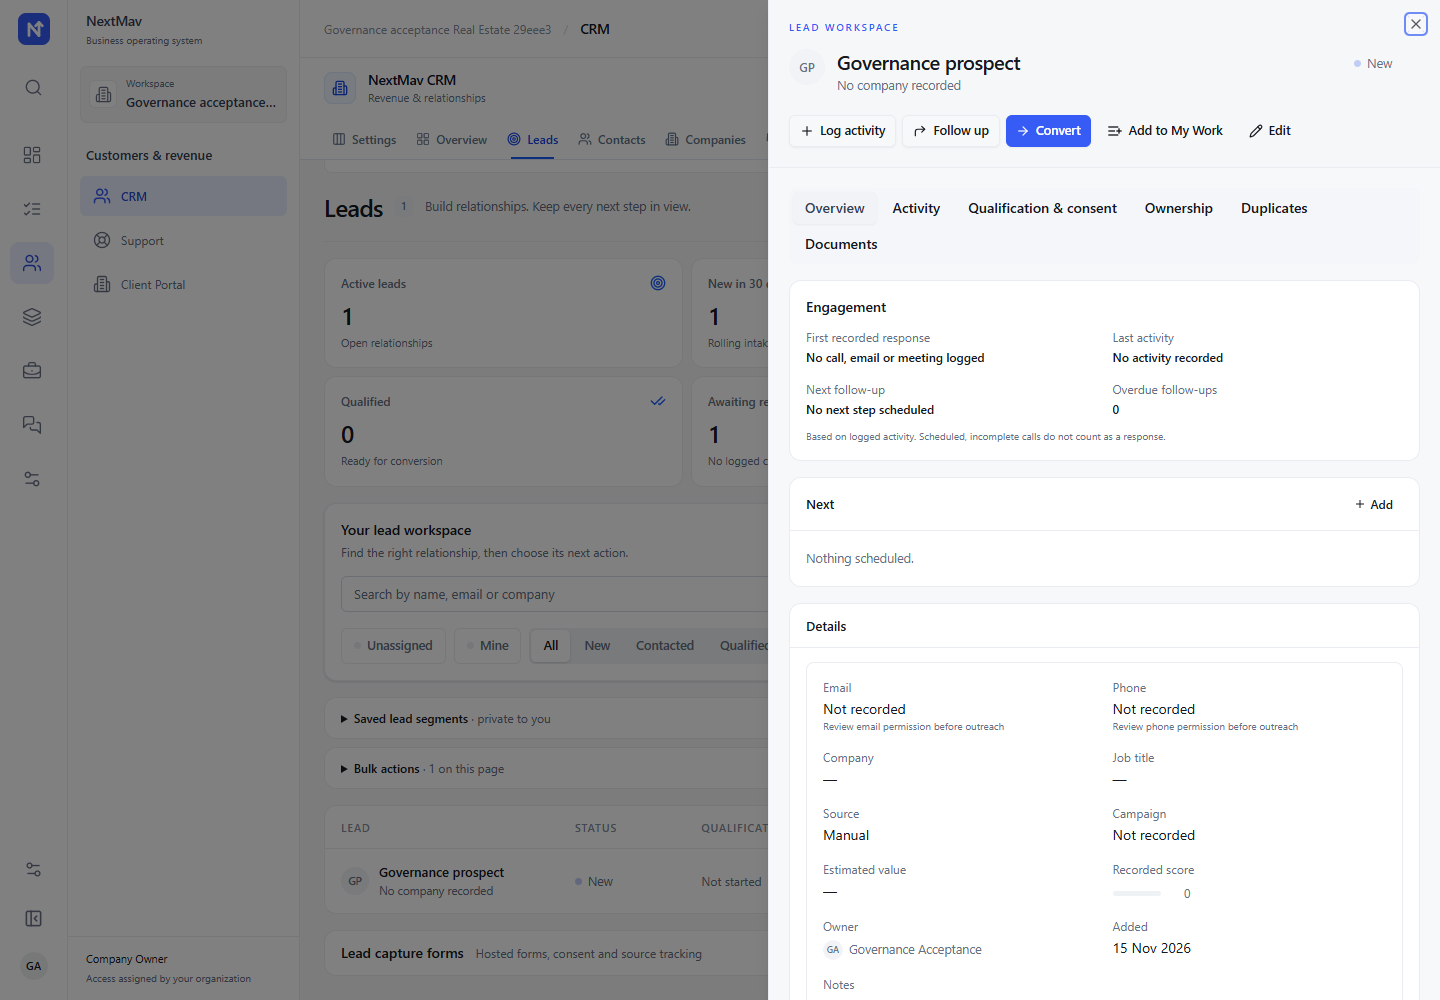 NextMav
Business operating system
Workspace
Governance acceptance...
Customers & revenue
CRM
Support
Client Portal
Company Owner
Access assigned by your organization
GA
Governance acceptance Real Estate 29eee3 / CRM
NextMav CRM
Revenue & relationships
Settings
Overview
Leads
Contacts
Companies
Leads 1 Build relationships. Keep every next step in view.
Active leads
1
Open relationships
New in 30
1
Rolling intak
Qualified
0
Ready for conversion
Awaiting re
1
No logged c
Your lead workspace
Find the right relationship, then choose its next action.
Search by name, email or company
Unassigned
Mine
All
New
Contacted
Qualified
Saved lead segments · private to you
Bulk actions · 1 on this page
LEAD STATUS QUALIFICAT
GP
Governance prospect
No company recorded
New
Not started
Lead capture forms Hosted forms, consent and source tracking
LEAD WORKSPACE
GP
Governance prospect
No company recorded
New
Log activity
Follow up
Convert
Add to My Work
Edit
Overview
Activity
Qualification & consent
Ownership
Duplicates
Documents
Engagement
First recorded response
No call, email or meeting logged
Last activity
No activity recorded
Next follow-up
No next step scheduled
Overdue follow-ups
0
Based on logged activity. Scheduled, incomplete calls do not count as a response.
Next
+ Add
Nothing scheduled.
Details
Email
Not recorded
Review email permission before outreach
Phone
Not recorded
Review phone permission before outreach
Company
—
Job title
—
Source
Manual
Campaign
Not recorded
Estimated value
—
Recorded score
0
Owner
GA Governance Acceptance
Added
15 Nov 2026
Notes